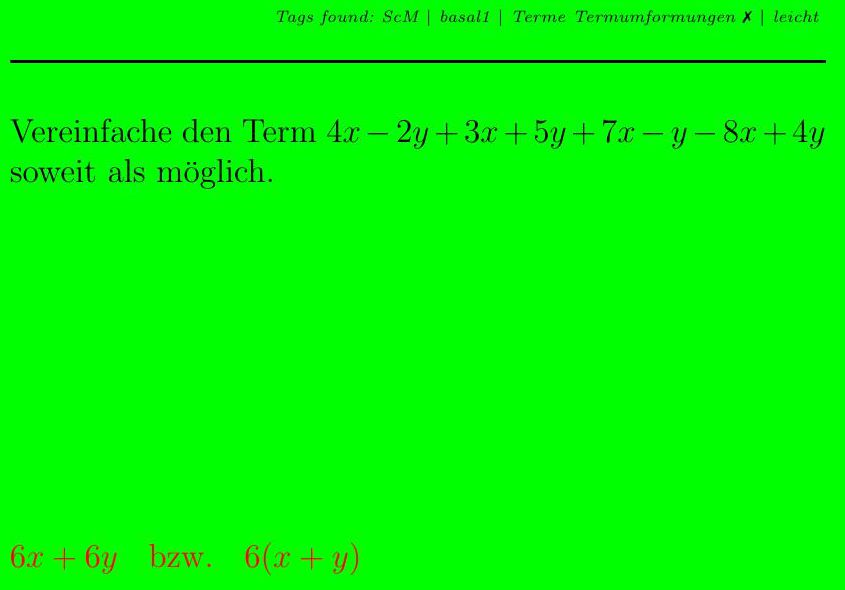 Tags found: ScM | basal1 | Terme Termumformungen ✗ | leicht
Vereinfache den Term 4x − 2y + 3x + 5y + 7x − y − 8x + 4y
soweit als möglich.
6x + 6y bzw. 6(x + y)